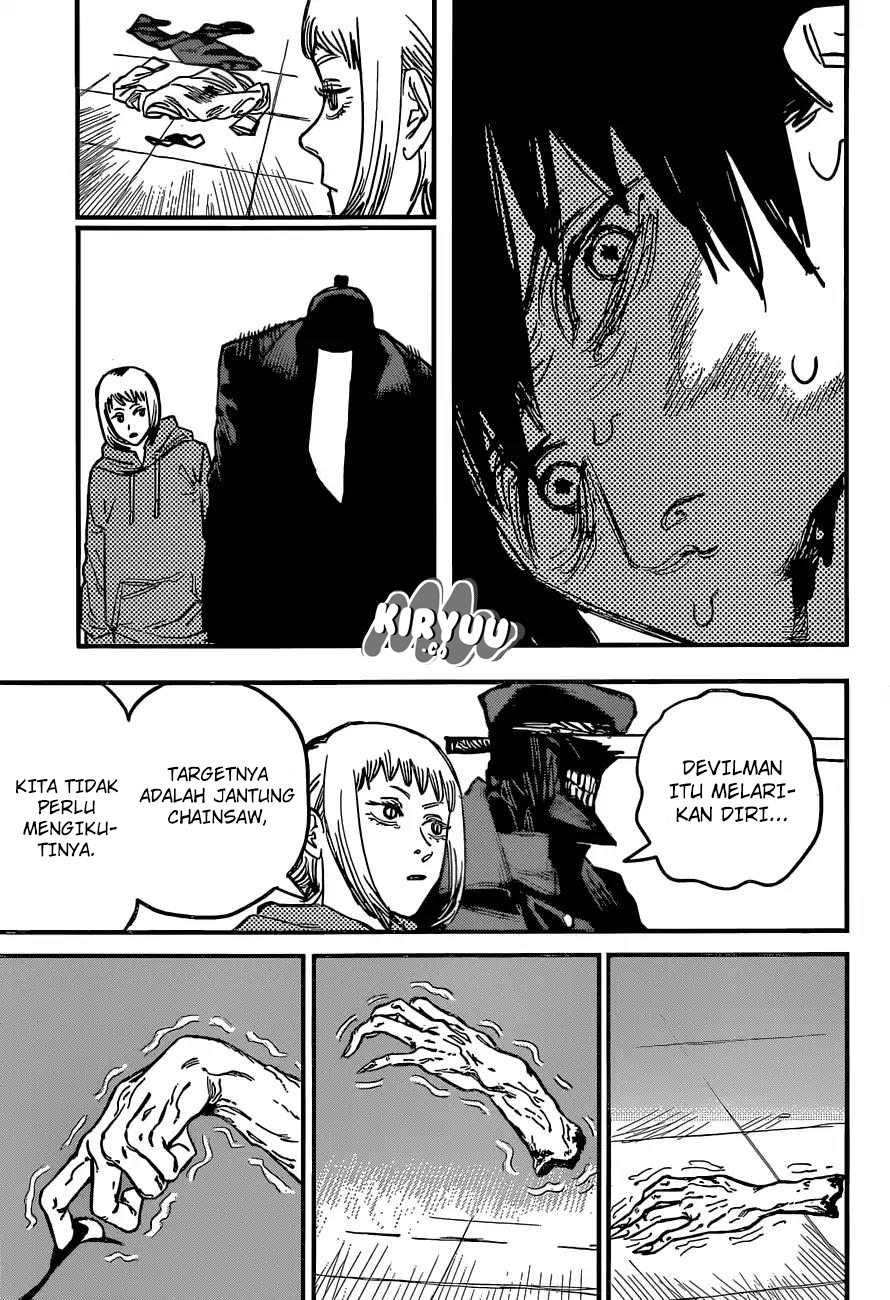 KIRYUU
.CO
DEVILMAN
ITU MELARI-
KAN DIRI...
TARGETNYA
ADALAH JANTUNG
CHAINSAW,
KITA TIDAK
PERLU
MENGIKU-
TINYA.